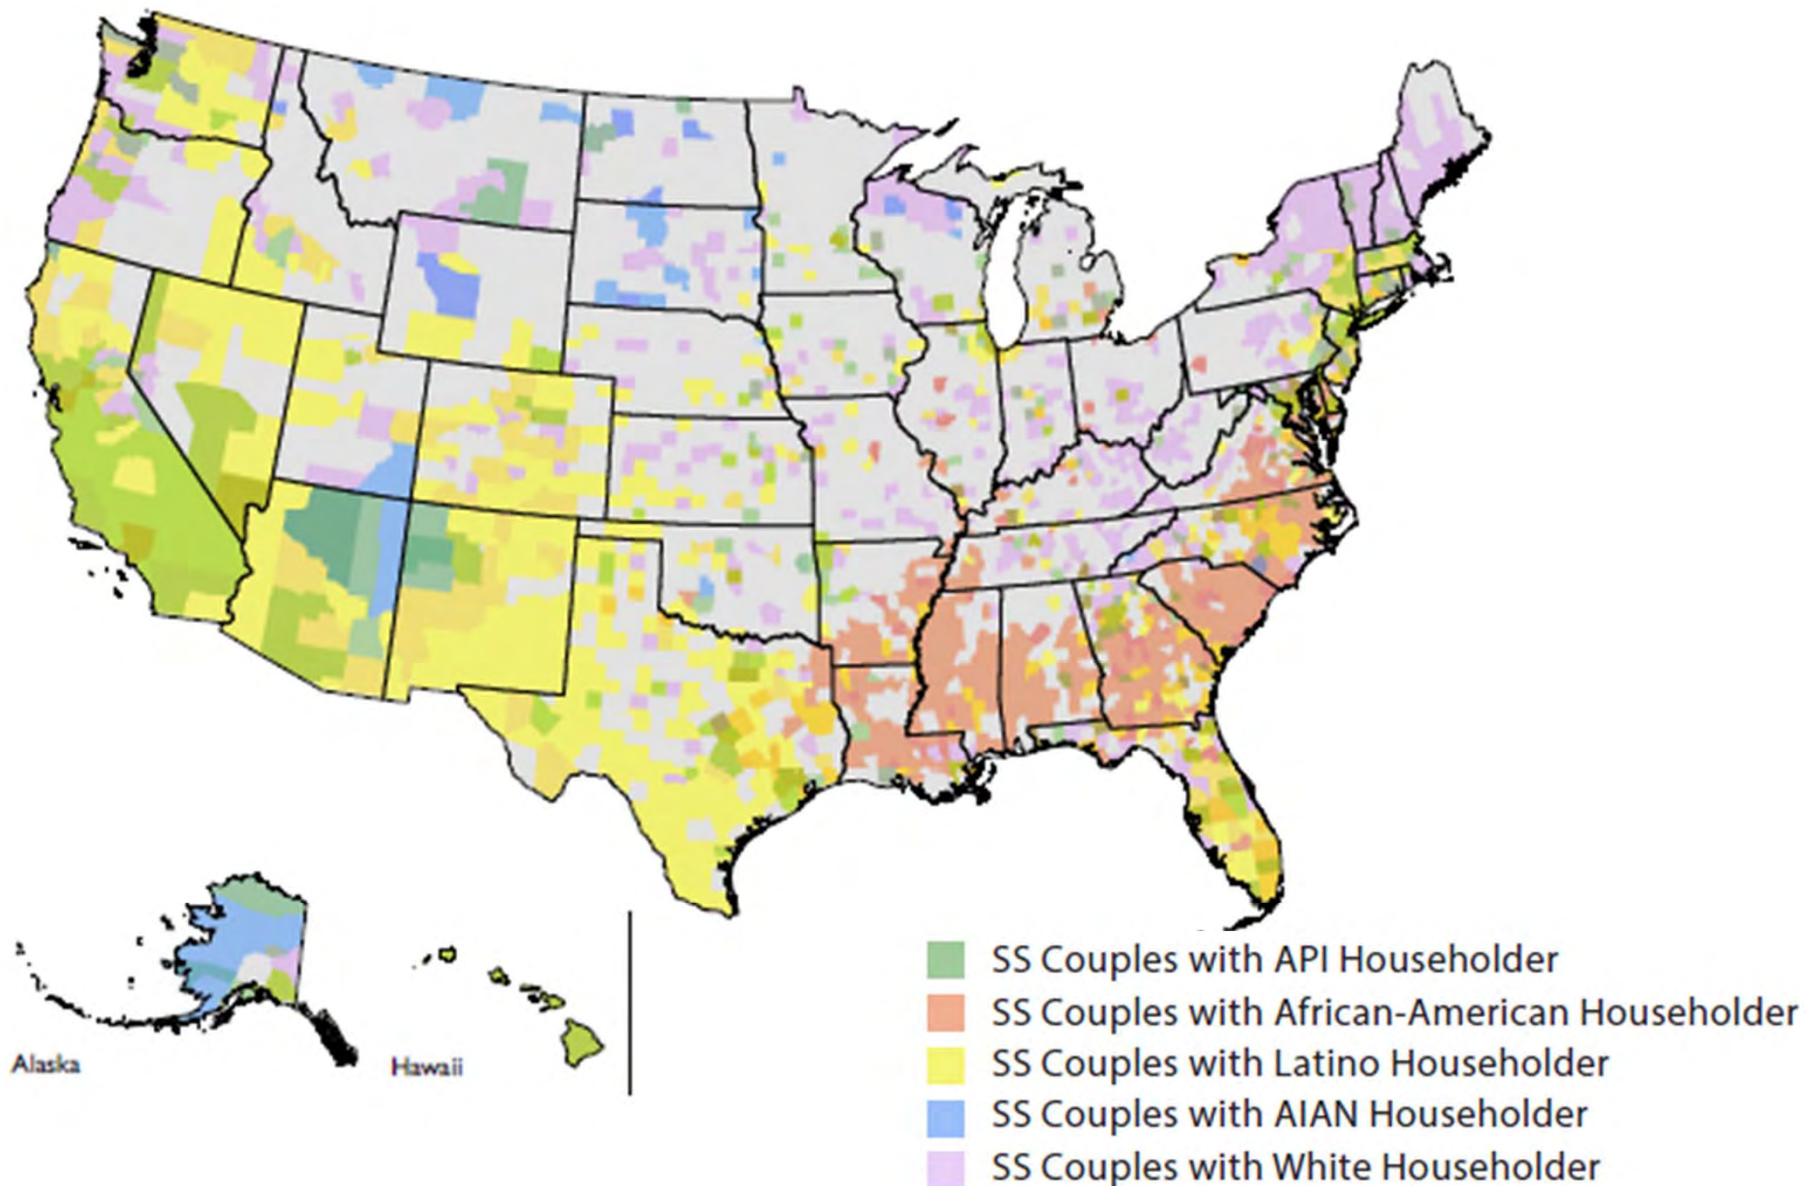 Alaska
Hawaii
SS Couples with API Householder
SS Couples with African-American Householder
SS Couples with Latino Householder
SS Couples with AIAN Householder
SS Couples with White Householder